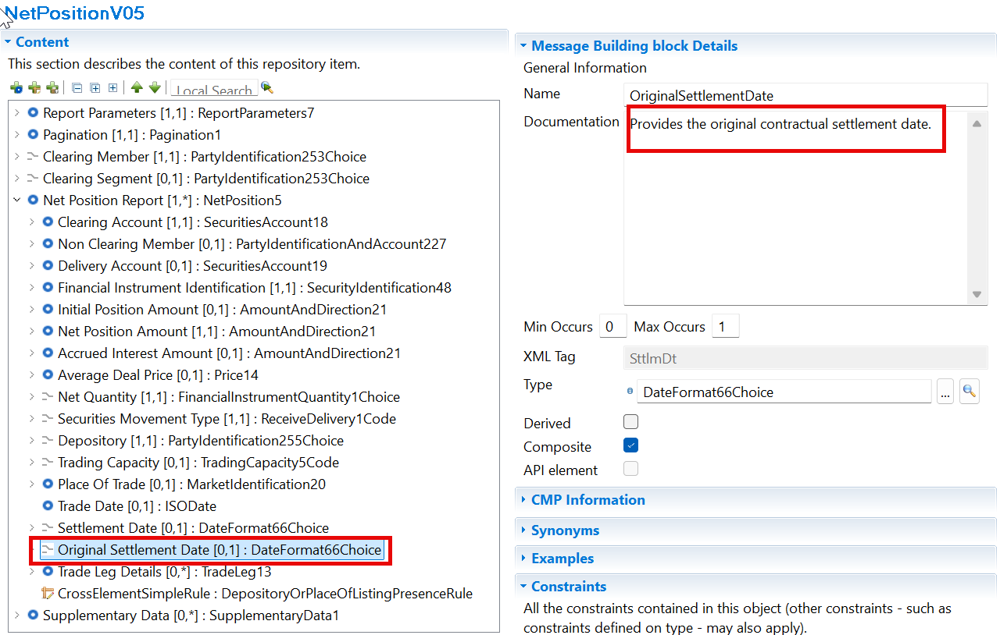 NetPositionV05
Content
This section describes the content of this repository item.
Local Search
Report Parameters [1,1] : ReportParameters7
Pagination [1,1] : Pagination1
Clearing Member [1,1] : PartyIdentification253Choice
Clearing Segment [0,1] : PartyIdentification253Choice
Net Position Report [1,*] : NetPosition5
Clearing Account [1,1] : SecuritiesAccount18
Non Clearing Member [0,1] : PartyIdentificationAndAccount227
Delivery Account [0,1] : SecuritiesAccount19
Financial Instrument Identification [1,1] : SecurityIdentification48
Initial Position Amount [0,1] : AmountAndDirection21
Net Position Amount [1,1] : AmountAndDirection21
Accrued Interest Amount [0,1] : AmountAndDirection21
Average Deal Price [0,1] : Price14
Net Quantity [1,1] : FinancialInstrumentQuantity1Choice
Securities Movement Type [1,1] : ReceiveDelivery1Code
Depository [1,1] : PartyIdentification255Choice
Trading Capacity [0,1] : TradingCapacity5Code
Place Of Trade [0,1] : MarketIdentification20
Trade Date [0,1] : ISODate
Settlement Date [0,1] : DateFormat66Choice
Original Settlement Date [0,1] : DateFormat66Choice
Trade Leg Details [0,*] : TradeLeg13
CrossElementSimpleRule : DepositoryOrPlaceOfListingPresenceRule
Supplementary Data [0,*] : SupplementaryData1
Message Building block Details
General Information
Name OriginalSettlementDate
Documentation Provides the original contractual settlement date.
Min Occurs 0 Max Occurs 1
XML Tag SttlmDt
Type DateFormat66Choice ...
Derived
Composite
API element
CMP Information
Synonyms
Examples
Constraints
All the constraints contained in this object (other constraints - such as
constraints defined on type - may also apply).